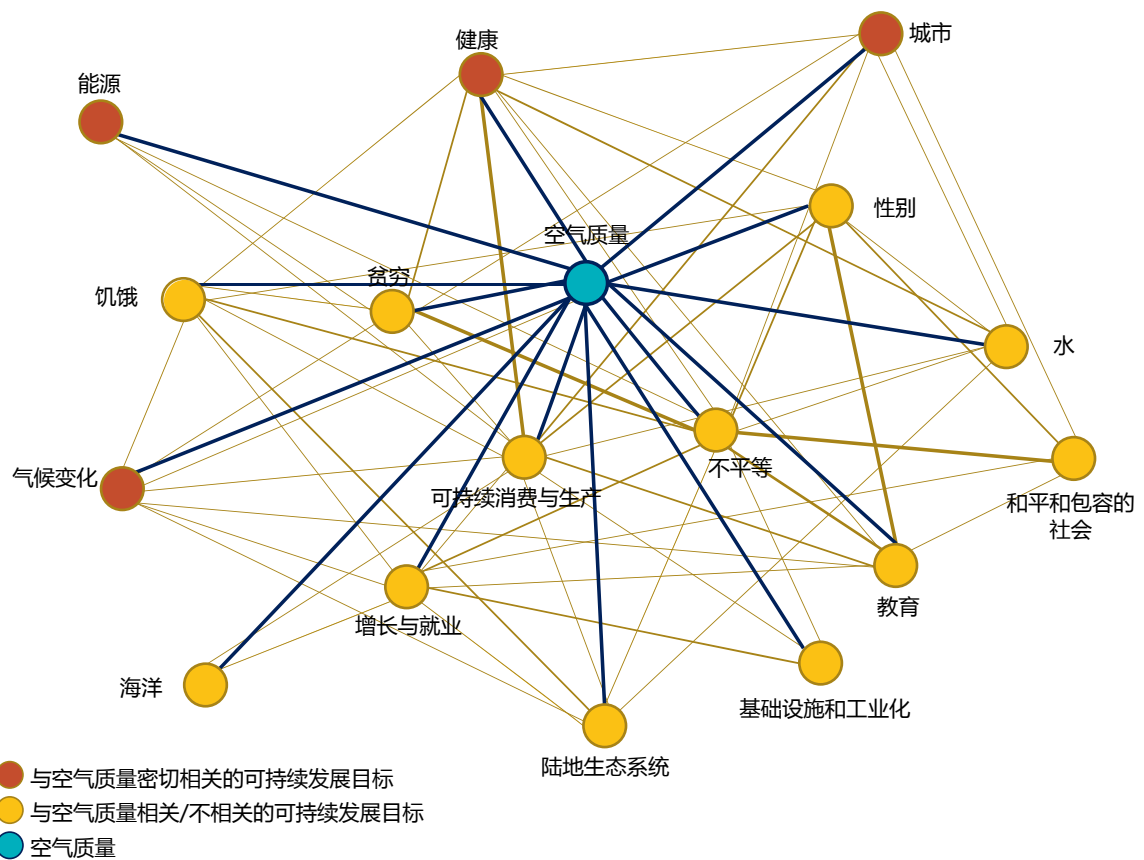 城市
健康
能源
性别
空气质量
贫穷
饥饿
水
不平等
气候变化
可持续消费与生产
和平和包容的
社会
教育
增长与就业
海洋
基础设施和工业化
陆地生态系统
与空气质量密切相关的可持续发展目标
与空气质量相关/不相关的可持续发展目标
空气质量